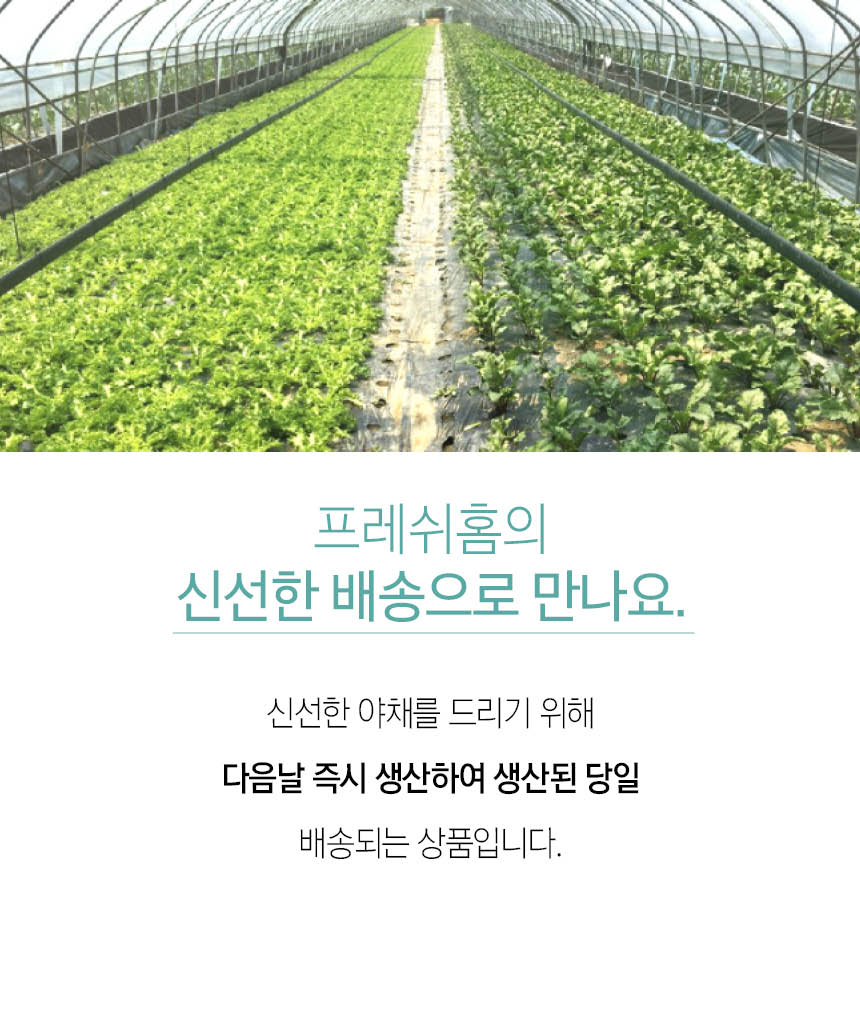 프레쉬홈의
신선한 배송으로 만나요.
신선한 야채를 드리기 위해
다음날 즉시 생산하여 생산된 당일
배송되는 상품입니다.